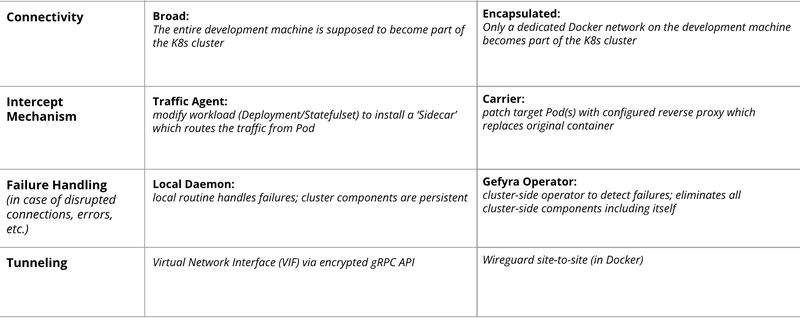 Connectivity
Broad:
The entire development machine is supposed to become part of
the K8s cluster
Encapsulated:
Only a dedicated Docker network on the development machine
becomes part of the K8s cluster
Intercept
Mechanism
Traffic Agent:
modify workload (Deployment/Statefulset) to install a ‘Sidecar’
which routes the traffic from Pod
Carrier:
patch target Pod(s) with configured reverse proxy which
replaces original container
Failure Handling
(in case of disrupted
connections, errors,
etc.)
Local Daemon:
local routine handles failures; cluster components are persistent
Gefyra Operator:
cluster-side operator to detect failures; eliminates all
cluster-side components including itself
Tunneling
Virtual Network Interface (VIF) via encrypted gRPC API
Wireguard site-to-site (in Docker)